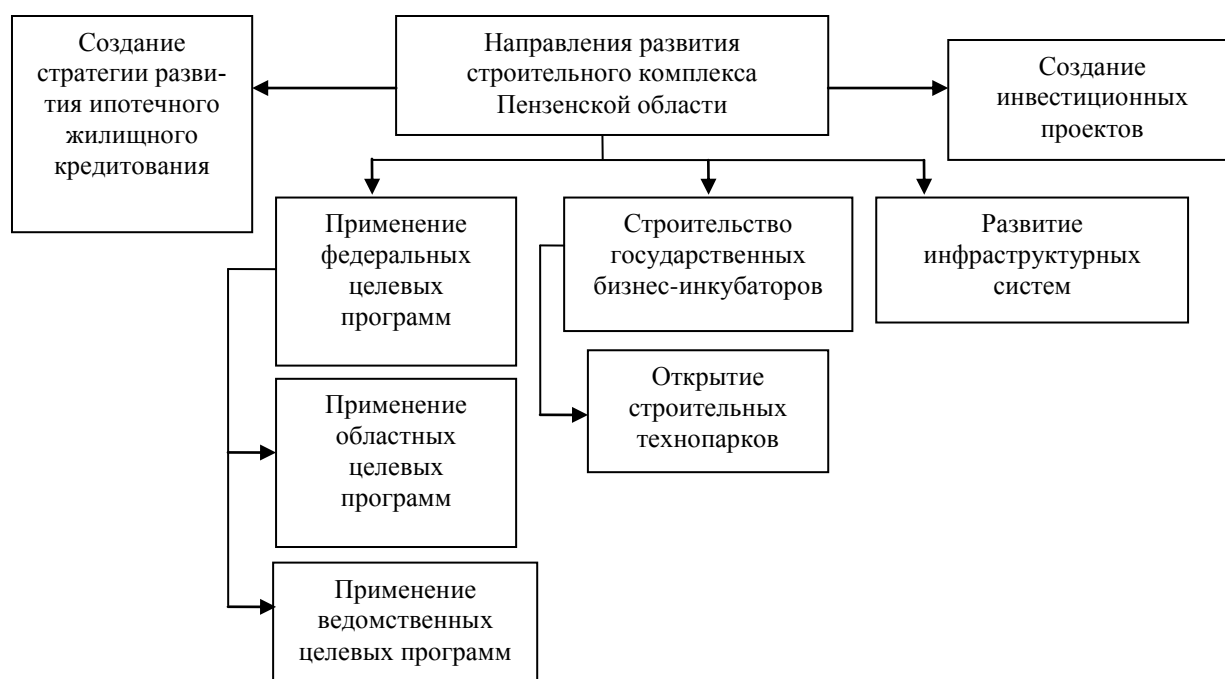 Создание
стратегии разви-
тия ипотечного
жилищного
кредитования
Направления развития
строительного комплекса
Пензенской области
Создание
инвестиционных
проектов
Применение
федеральных
целевых
программ
Строительство
государственных
бизнес-инкубаторов
Развитие
инфраструктурных
систем
Применение
областных
целевых
программ
Открытие
строительных
технопарков
Применение
ведомственных
целевых программ